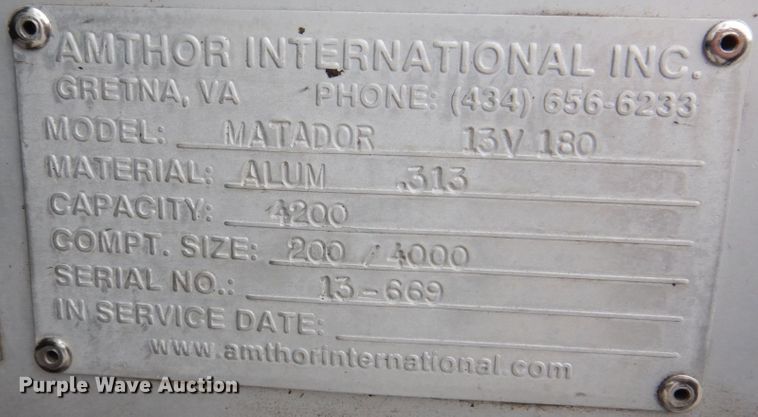 AMTHOR INTERNATIONAL INC.
GRETNA, VA PHONE: (434) 656-6233
MODEL: MATADOR 13V 180
MATERIAL: ALUM .313
CAPACITY: 4200
COMPT. SIZE: 200 / 4000
SERIAL NO.: 13-669
IN SERVICE DATE:
www.amthorinternational.com
Purple Wave Auction